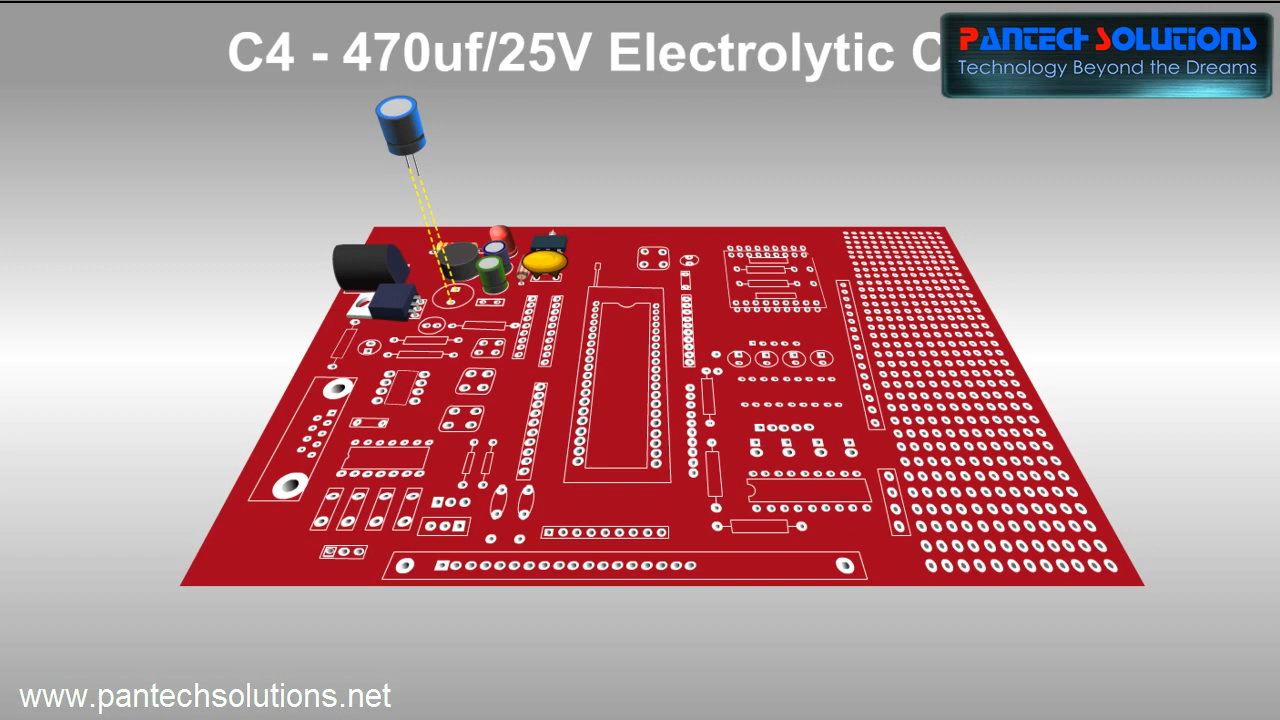 C4 - 470uf/25V Electrolytic C
PANTECH SOLUTIONS
Technology Beyond the Dreams
www.pantechsolutions.net